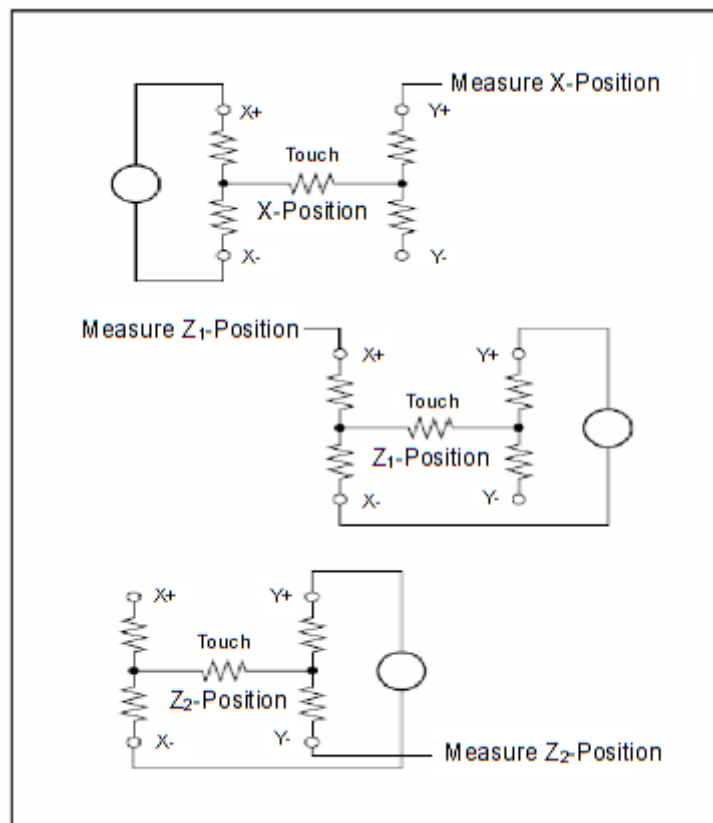 Measure X-Position
X+ Y+
Touch
X-Position
X- Y-
Measure Z₁-Position
X+ Y+
Touch
Z₁-Position
X- Y-
X+ Y+
Touch
Z₂-Position
X- Y-
Measure Z₂-Position